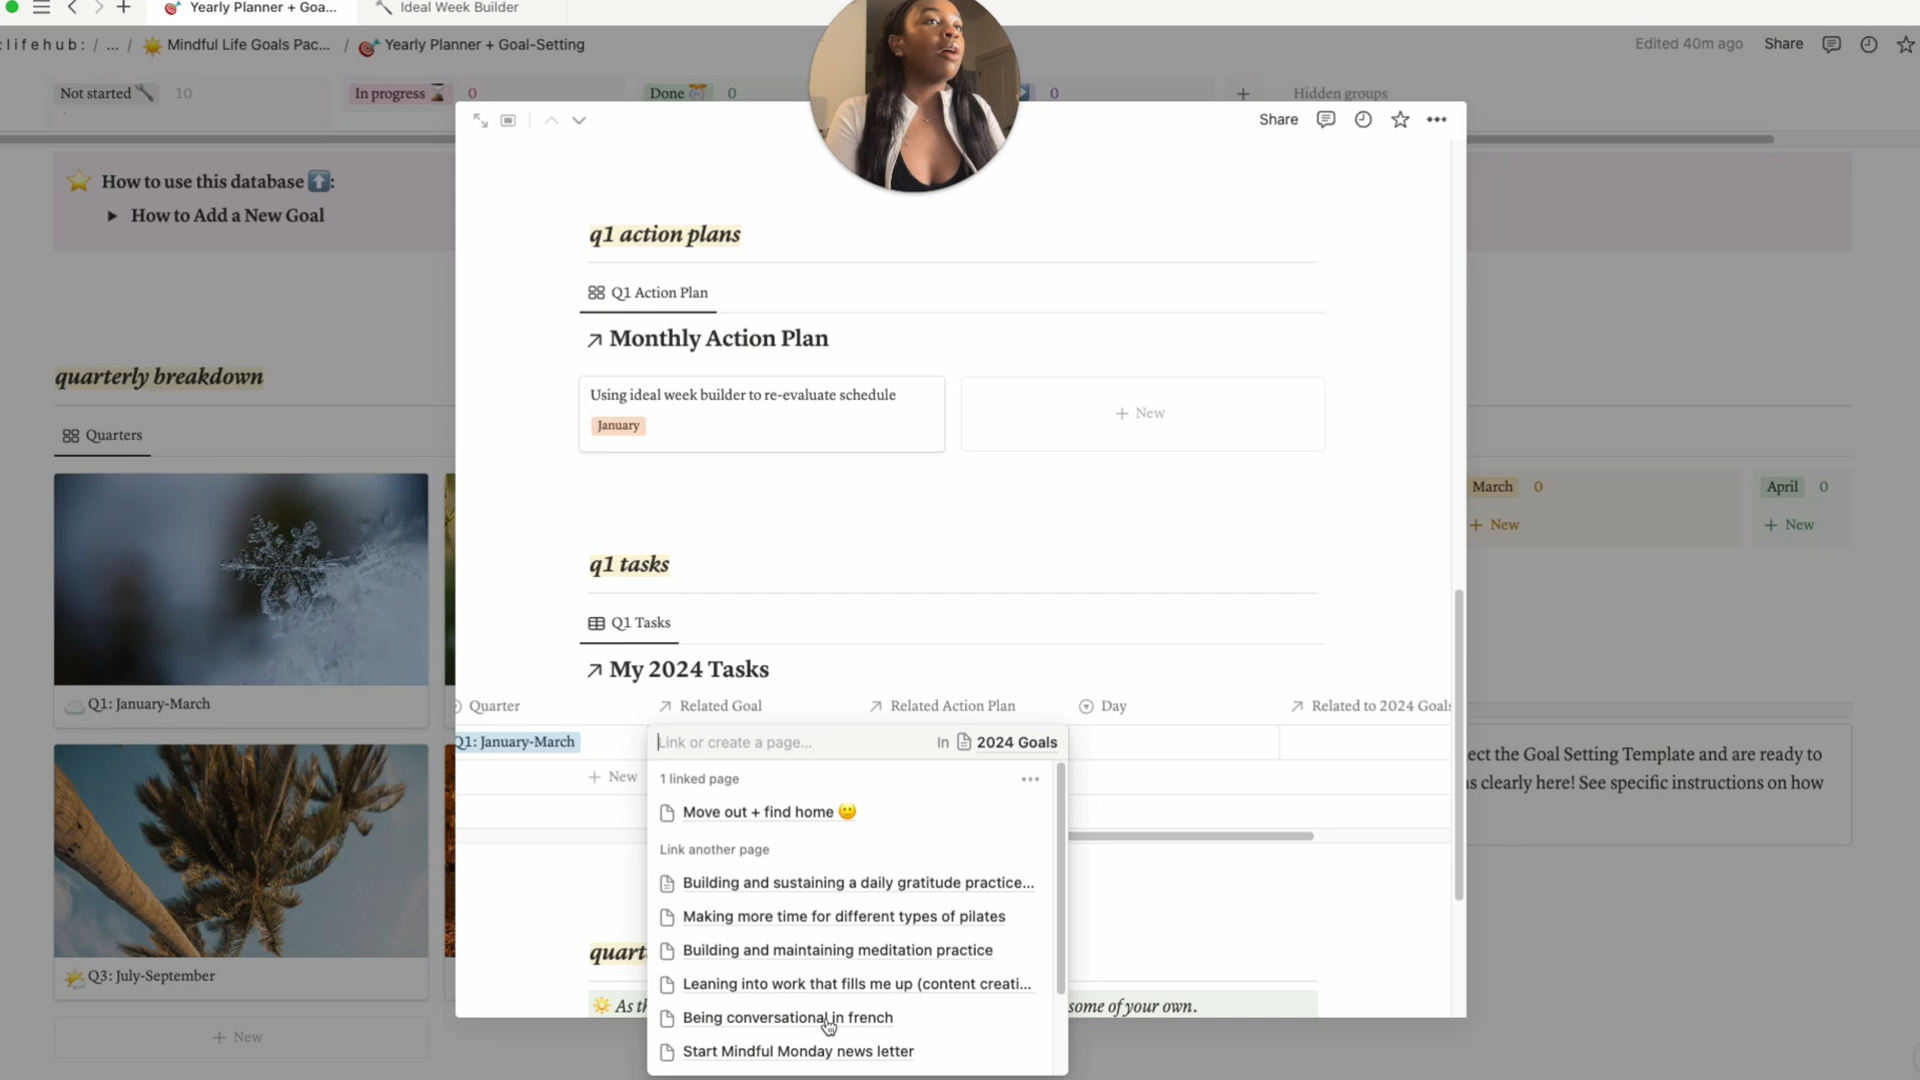 Yearly Planner + Goa...
Ideal Week Builder
: l i f e h u b : / ... / Mindful Life Goals Pac... / Yearly Planner + Goal-Setting
Edited 40m ago
Share
Not started 10
In progress 0
Done 0
0
Hidden groups
Share
How to use this database :
How to Add a New Goal
q1 action plans
Q1 Action Plan
Monthly Action Plan
Using ideal week builder to re-evaluate schedule
January
+ New
quarterly breakdown
Quarters
March 0
+ New
April 0
+ New
q1 tasks
Q1 Tasks
My 2024 Tasks
Quarter
Related Goal
Related Action Plan
Day
Related to 2024 Goals
Q1: January-March
Link or create a page...
In 2024 Goals
+ New
1 linked page
Move out + find home
Link another page
Building and sustaining a daily gratitude practice...
Making more time for different types of pilates
Building and maintaining meditation practice
Leaning into work that fills me up (content creati...
Being conversational in french
Start Mindful Monday news letter
Q1: January-March
Q3: July-September
+ New
ect the Goal Setting Template and are ready to
s clearly here! See specific instructions on how
quart
As th
some of your own.